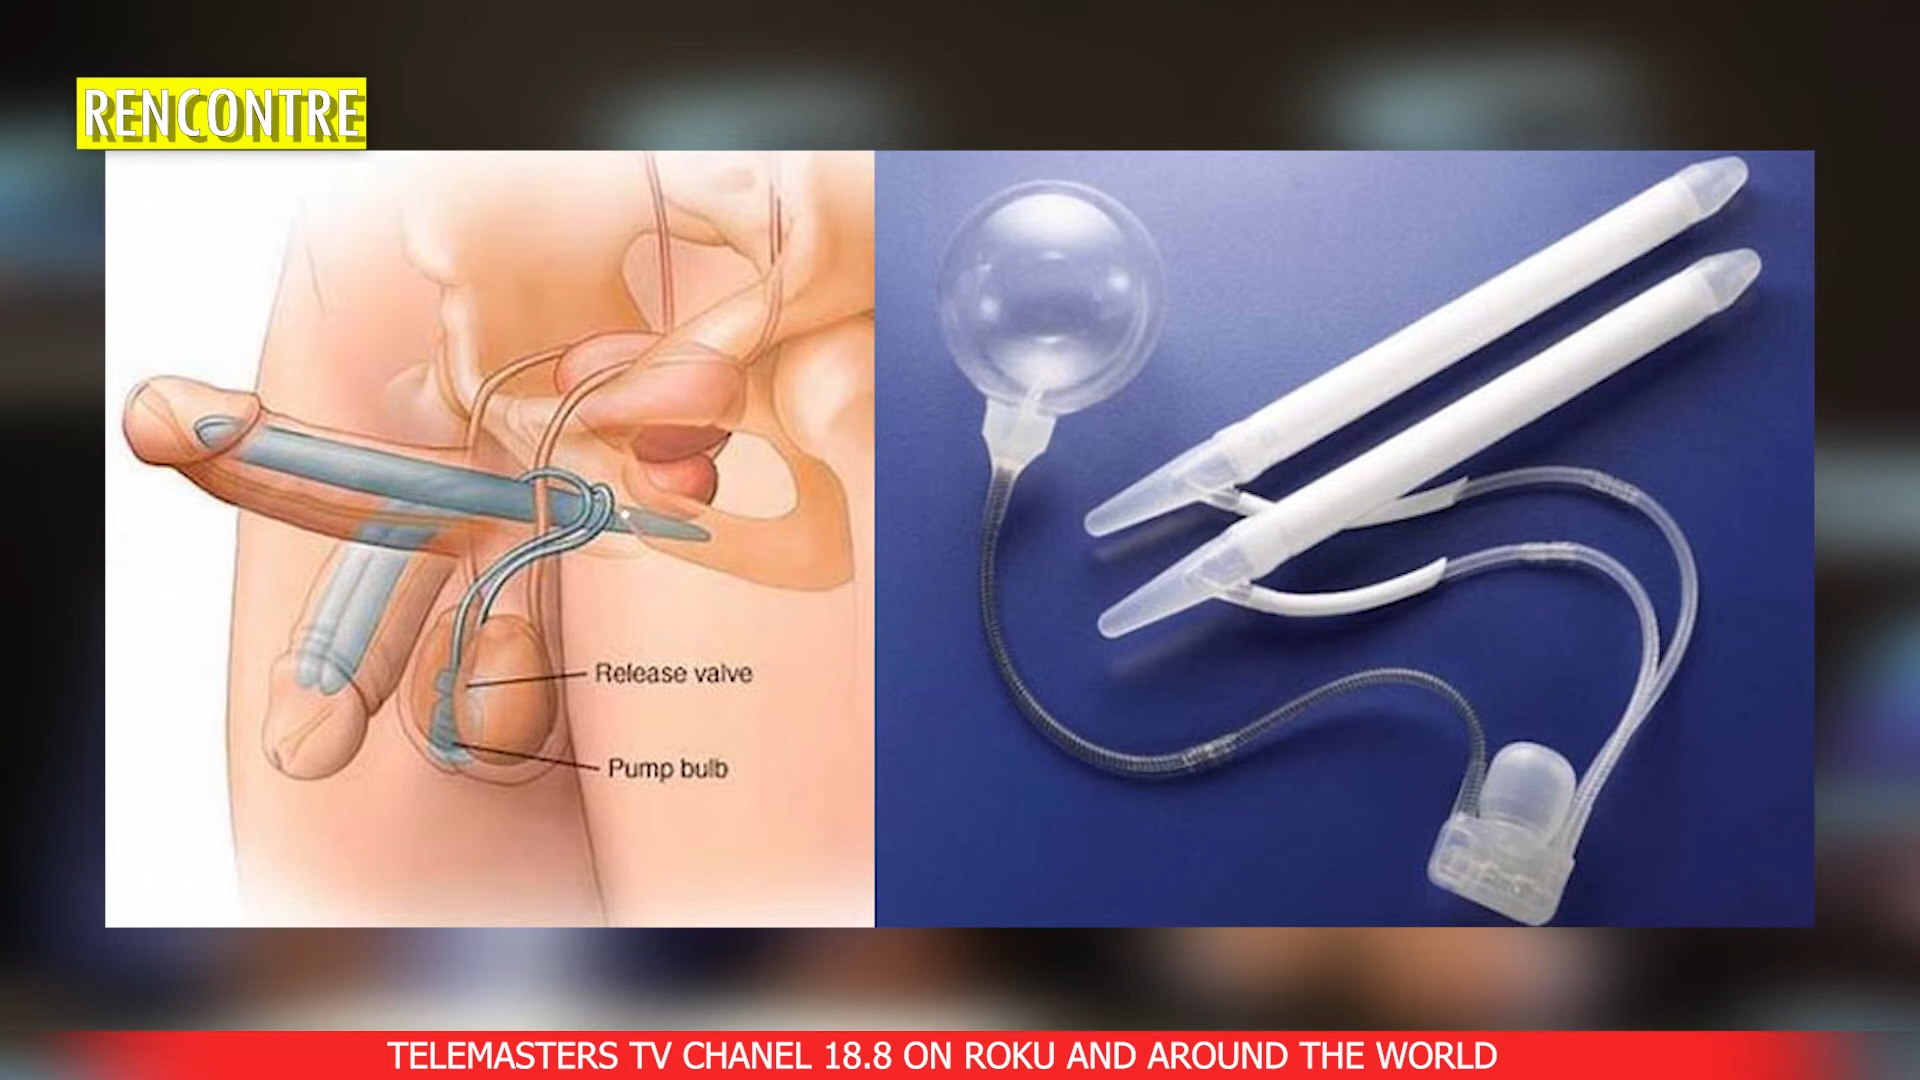 RENCONTRE
Release valve
Pump bulb
TELEMASTERS TV CHANEL 18.8 ON ROKU AND AROUND THE WORLD